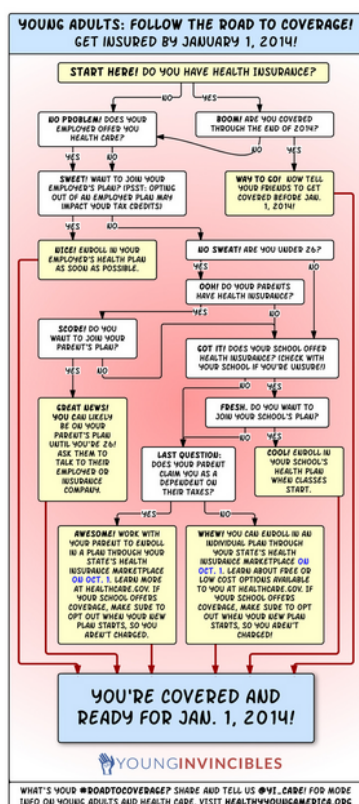 YOUNG ADULTS: FOLLOW THE ROAD TO COVERAGE!
GET INSURED BY JANUARY 1, 2014!
START HERE! DO YOU HAVE HEALTH INSURANCE?
NO
YES
NO PROBLEM! DOES YOUR
EMPLOYER OFFER YOU
HEALTH CARE?
BOOM! ARE YOU COVERED
THROUGH THE END OF 2014?
YES
NO
NO
YES
SWEET! WANT TO JOIN YOUR
EMPLOYER'S PLAN? (PSST: OPTING
OUT OF AN EMPLOYER PLAN MAY
IMPACT YOUR TAX CREDITS)
WAY TO GO! NOW TELL
YOUR FRIENDS TO GET
COVERED BEFORE JAN.
1, 2014!
YES
NO
NICE! ENROLL IN YOUR
EMPLOYER'S HEALTH PLAN
AS SOON AS POSSIBLE.
NO SWEAT! ARE YOU UNDER 26?
YES
NO
OOH! DO YOUR PARENTS
HAVE HEALTH INSURANCE?
YES
NO
SCORE! DO YOU
WANT TO JOIN YOUR
PARENT'S PLAN?
GOT IT! DOES YOUR SCHOOL OFFER
HEALTH INSURANCE? (CHECK WITH
YOUR SCHOOL IF YOU'RE UNSURE!)
YES
NO
NO
YES
GREAT NEWS!
YOU CAN LIKELY
BE ON YOUR
PARENT'S PLAN
UNTIL YOU'RE 26!
ASK THEM TO
TALK TO THEIR
EMPLOYER OR
INSURANCE
COMPANY.
FRESH. DO YOU WANT TO
JOIN YOUR SCHOOL'S PLAN?
NO
YES
LAST QUESTION:
DOES YOUR PARENT
CLAIM YOU AS A
DEPENDENT ON
THEIR TAXES?
COOL! ENROLL IN
YOUR SCHOOL'S
HEALTH PLAN
WHEN CLASSES
START.
YES
NO
AWESOME! WORK WITH
YOUR PARENT TO ENROLL
IN A PLAN THROUGH YOUR
STATE'S HEALTH
INSURANCE MARKETPLACE
ON OCT. 1. LEARN MORE
AT HEALTHCARE.GOV. IF
YOUR SCHOOL OFFERS
COVERAGE, MAKE SURE TO
OPT OUT WHEN YOUR NEW
PLAN STARTS, SO YOU
AREN'T CHARGED.
WHEW! YOU CAN ENROLL IN AN
INDIVIDUAL PLAN THROUGH
YOUR STATE'S HEALTH
INSURANCE MARKETPLACE ON
OCT. 1. LEARN ABOUT FREE OR
LOW COST OPTIONS AVAILABLE
TO YOU AT HEALTHCARE.GOV. IF
YOUR SCHOOL OFFERS
COVERAGE, MAKE SURE TO OPT
OUT WHEN YOUR NEW PLAN
STARTS, SO YOU AREN'T
CHARGED!
YOU'RE COVERED AND
READY FOR JAN. 1, 2014!
YOUNGINVINCIBLES
WHAT'S YOUR #ROADTOCOVERAGE? SHARE AND TELL US @YI_CARE! FOR MORE
INFO ON YOUNG ADULTS AND HEALTH CARE, VISIT HEALTHYYOUNGAMERICA.ORG